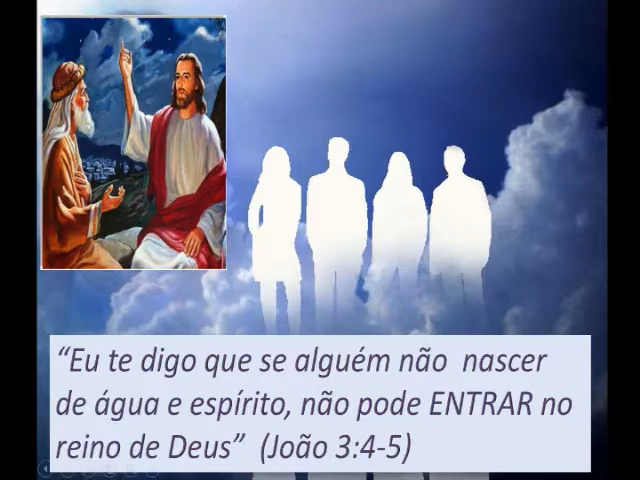 “Eu te digo que se alguém não nascer
de água e espírito, não pode ENTRAR no
reino de Deus” (João 3:4-5)